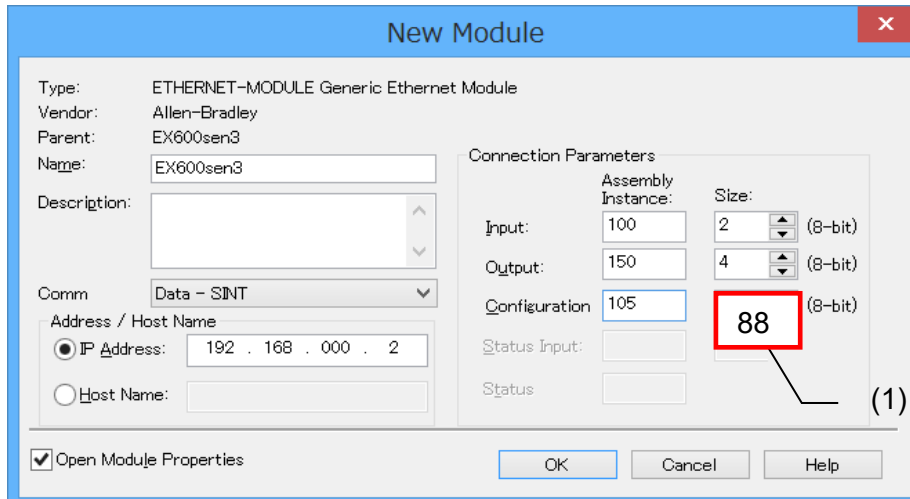 New Module
x
Type: ETHERNET-MODULE Generic Ethernet Module
Vendor: Allen-Bradley
Parent: EX600sen3
Name: EX600sen3
Description:
Comm Data - SINT
Address / Host Name
IP Address: 192 . 168 . 000 . 2
Host Name:
Connection Parameters
Assembly
Instance: Size:
Input: 100 2 (8-bit)
Output: 150 4 (8-bit)
Configuration 105 88 (8-bit)
Status Input:
Status
(1)
Open Module Properties
OK Cancel Help